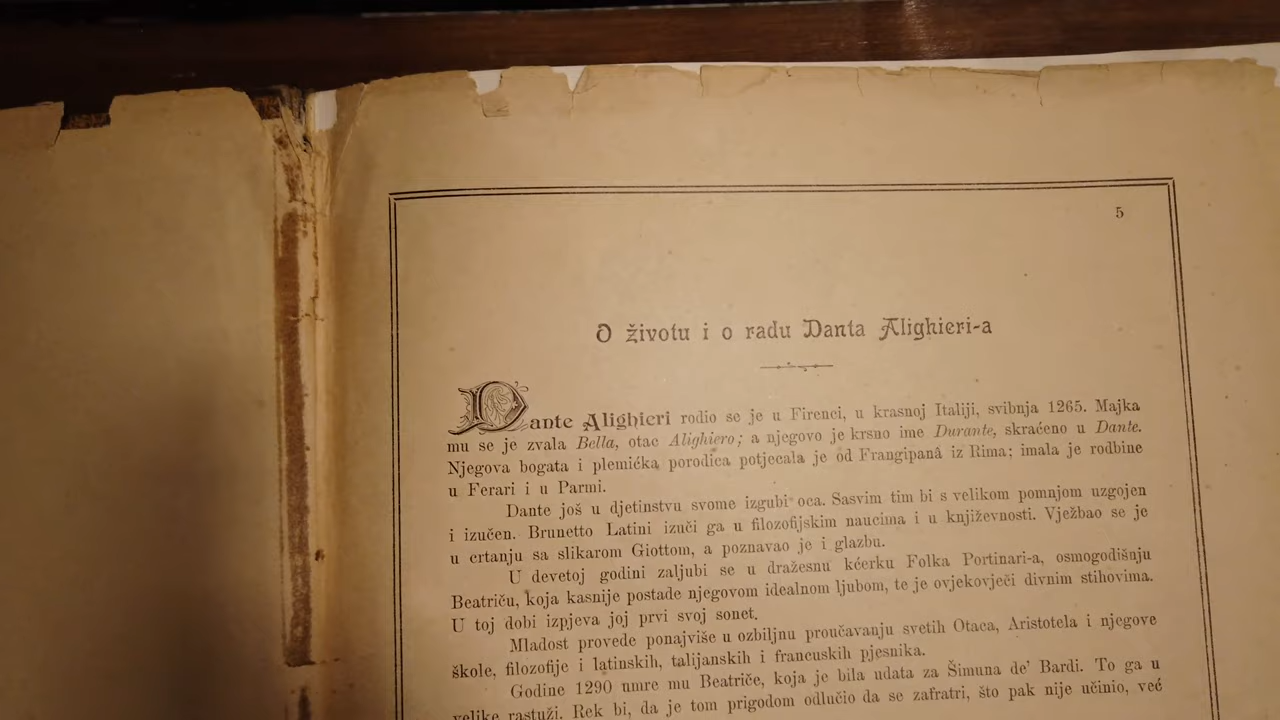 5
O životu i o radu Danta Alighieri-a
Dante Alighieri rodio se je u Firenci, u krasnoj Italiji, svibnja 1265. Majka
mu se je zvala Bella, otac Alighiero; a njegovo je krsno ime Durante, skraćeno u Dante.
Njegova bogata i plemićka porodica potjecala je od Frangipanâ iz Rima; imala je rodbine
u Ferari i u Parmi.
Dante još u djetinstvu svome izgubi oca. Sasvim tim bi s velikom pomnjom uzgojen
i izučen. Brunetto Latini izuči ga u filozofijskim naucima i u književnosti. Vježbao se je
u crtanju sa slikarom Giottom, a poznavao je i glazbu.
U devetoj godini zaljubi se u dražesnu kćerku Folka Portinari-a, osmogodišnju
Beatriču, koja kasnije postade njegovom idealnom ljubom, te je ovjekovječi divnim stihovima.
U toj dobi izpjeva joj prvi svoj sonet.
Mladost provede ponajviše u ozbiljnu proučavanju svetih Otaca, Aristotela i njegove
škole, filozofije i latinskih, talijanskih i francuskih pjesnika.
Godine 1290 umre mu Beatriče, koja je bila udata za Šimuna de' Bardi. To ga u
velike rastuži. Rek bi, da je tom prigodom odlučio da se zafratri, što pak nije učinio, već